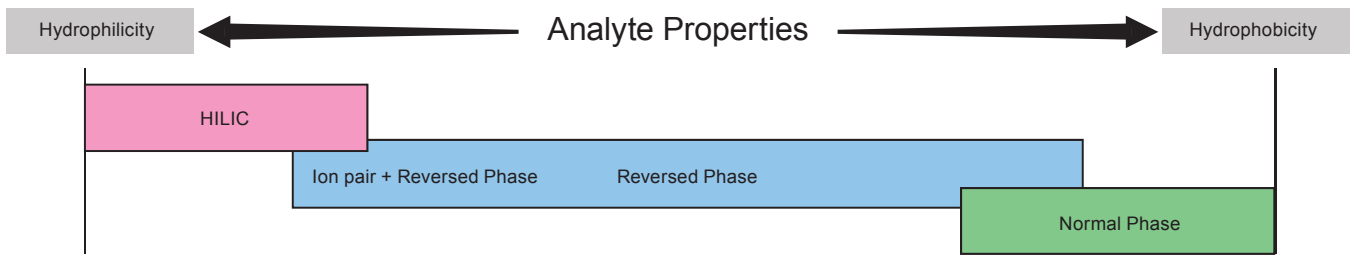 Hydrophilicity
Analyte Properties
Hydrophobicity
HILIC
Ion pair + Reversed Phase
Reversed Phase
Normal Phase